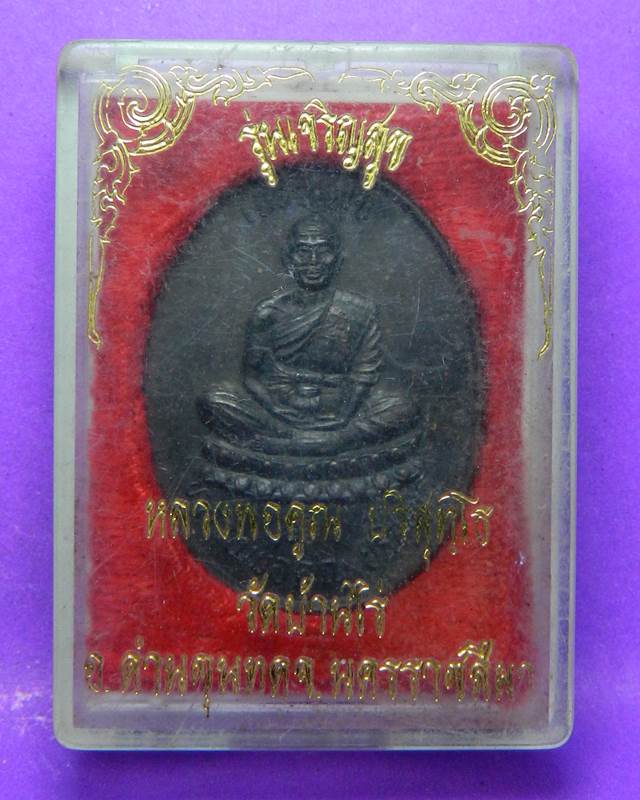 รุ่นเจริญสุข
หลวงพ่อคูณ ปริสุทฺโธ
วัดบ้านไร่
อ.ด่านขุนทด จ.นครราชสีมา